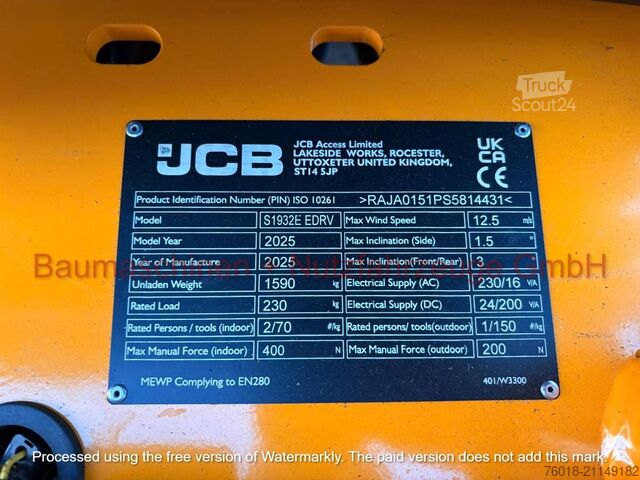 Truck
Scout24
JCB
JCB Access Limited
LAKESIDE WORKS, ROCESTER,
UTTOXETER UNITED KINGDOM,
ST14 5JP
UK
CA
CE
Product Identification Number (PIN) ISO 10261 >RAJA0151PS5814431<
Model S1932E EDRV Max Wind Speed 12.5 m/s
Model Year 2025 Max Inclination (Side) 1.5 °
Year of Manufacture 2025 Max Inclination(Front/Rear) 3 °
Baumaschinen + Nutzfahrzeuge GmbH
Unladen Weight 1590 kg Electrical Supply (AC) 230/16 V/A
Rated Load 230 kg Electrical Supply (DC) 24/200 V/A
Rated Persons / tools (indoor) 2/70 #/kg Rated persons/ tools(outdoor) 1/150 #/kg
Max Manual Force (indoor) 400 N Max Manual Force (outdoor) 200 N
MEWP Complying to EN280 401/W3300
Processed using the free version of Watermarkly. The paid version does not add this mark.
76018-21149182